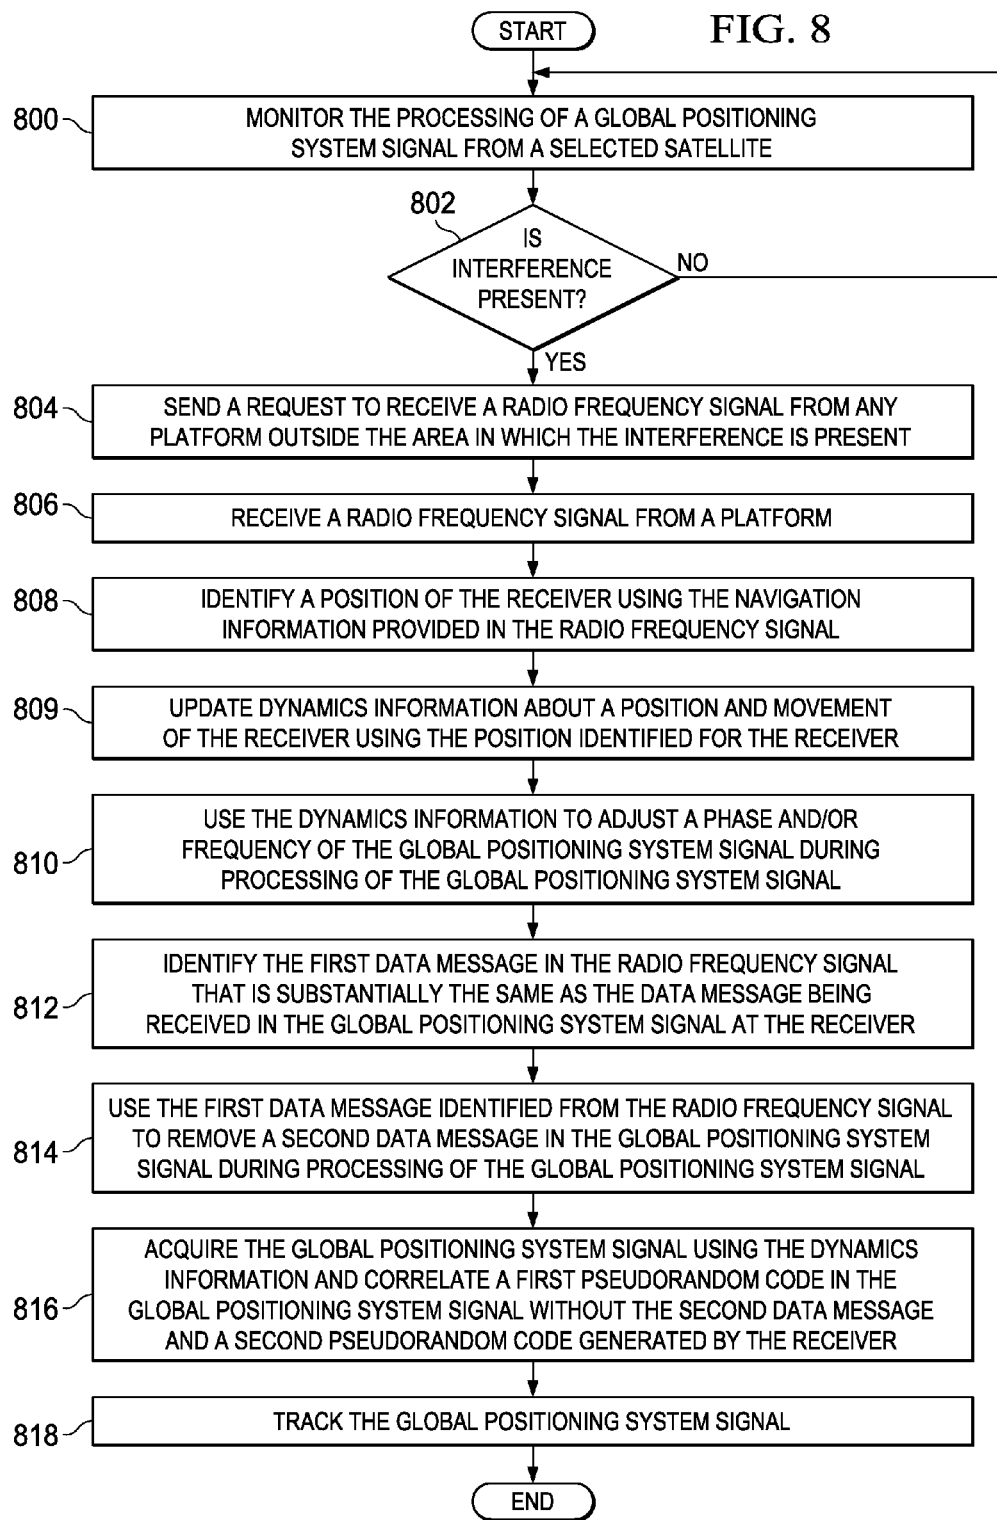 START
FIG. 8
800
MONITOR THE PROCESSING OF A GLOBAL POSITIONING
SYSTEM SIGNAL FROM A SELECTED SATELLITE
802
IS
INTERFERENCE
PRESENT?
NO
YES
804
SEND A REQUEST TO RECEIVE A RADIO FREQUENCY SIGNAL FROM ANY
PLATFORM OUTSIDE THE AREA IN WHICH THE INTERFERENCE IS PRESENT
806
RECEIVE A RADIO FREQUENCY SIGNAL FROM A PLATFORM
808
IDENTIFY A POSITION OF THE RECEIVER USING THE NAVIGATION
INFORMATION PROVIDED IN THE RADIO FREQUENCY SIGNAL
809
UPDATE DYNAMICS INFORMATION ABOUT A POSITION AND MOVEMENT
OF THE RECEIVER USING THE POSITION IDENTIFIED FOR THE RECEIVER
810
USE THE DYNAMICS INFORMATION TO ADJUST A PHASE AND/OR
FREQUENCY OF THE GLOBAL POSITIONING SYSTEM SIGNAL DURING
PROCESSING OF THE GLOBAL POSITIONING SYSTEM SIGNAL
812
IDENTIFY THE FIRST DATA MESSAGE IN THE RADIO FREQUENCY SIGNAL
THAT IS SUBSTANTIALLY THE SAME AS THE DATA MESSAGE BEING
RECEIVED IN THE GLOBAL POSITIONING SYSTEM SIGNAL AT THE RECEIVER
814
USE THE FIRST DATA MESSAGE IDENTIFIED FROM THE RADIO FREQUENCY SIGNAL
TO REMOVE A SECOND DATA MESSAGE IN THE GLOBAL POSITIONING SYSTEM
SIGNAL DURING PROCESSING OF THE GLOBAL POSITIONING SYSTEM SIGNAL
816
ACQUIRE THE GLOBAL POSITIONING SYSTEM SIGNAL USING THE DYNAMICS
INFORMATION AND CORRELATE A FIRST PSEUDORANDOM CODE IN THE
GLOBAL POSITIONING SYSTEM SIGNAL WITHOUT THE SECOND DATA MESSAGE
AND A SECOND PSEUDORANDOM CODE GENERATED BY THE RECEIVER
818
TRACK THE GLOBAL POSITIONING SYSTEM SIGNAL
END